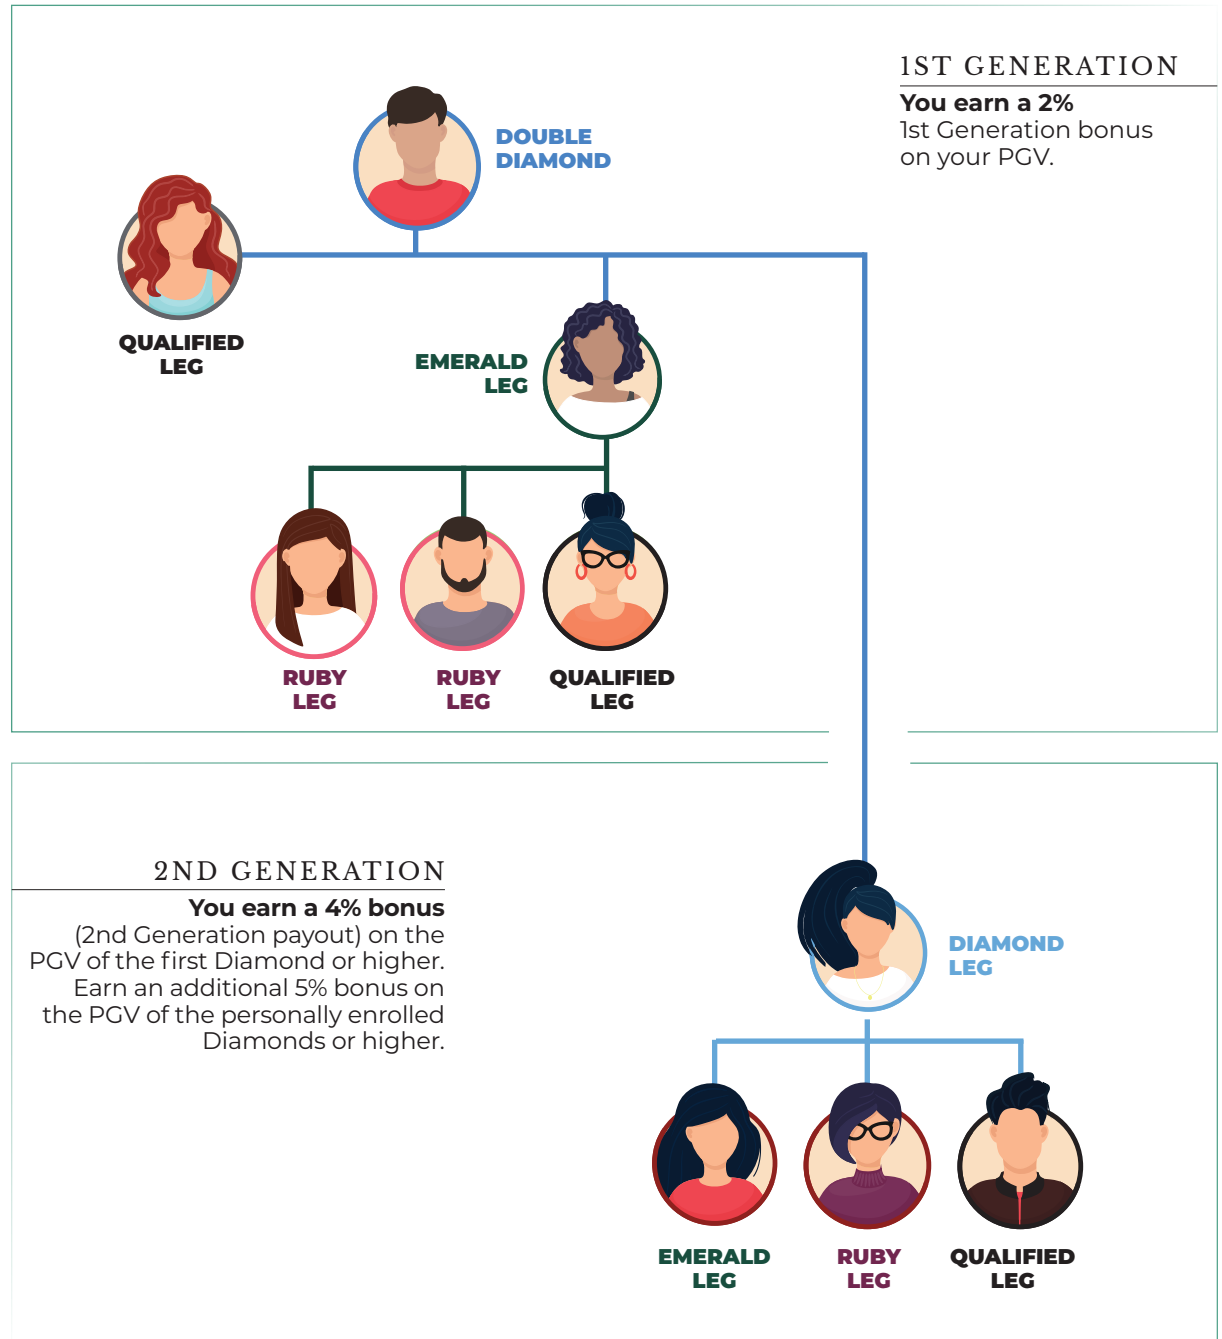 1ST GENERATION
You earn a 2%
1st Generation bonus
on your PGV.
DOUBLE
DIAMOND
QUALIFIED
LEG
EMERALD
LEG
RUBY
LEG
RUBY
LEG
QUALIFIED
LEG
2ND GENERATION
You earn a 4% bonus
(2nd Generation payout) on the
PGV of the first Diamond or higher.
Earn an additional 5% bonus on
the PGV of the personally enrolled
Diamonds or higher.
DIAMOND
LEG
EMERALD
LEG
RUBY
LEG
QUALIFIED
LEG